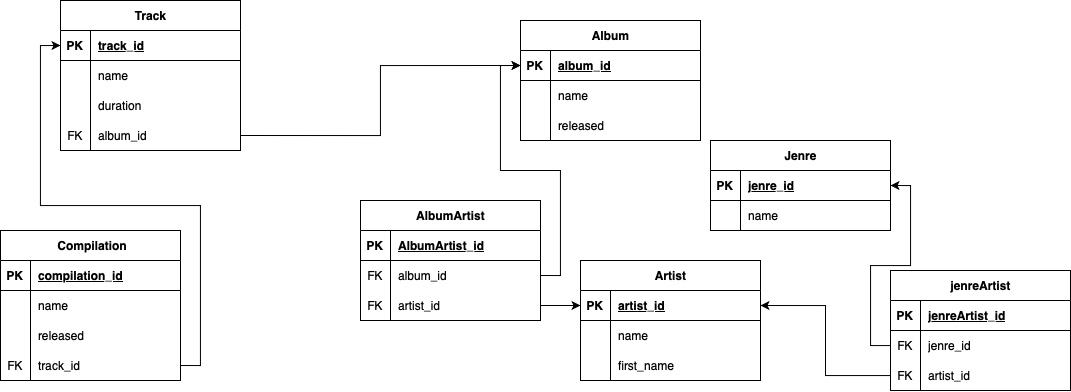 Track
PK track_id
name
duration
FK album_id
Album
PK album_id
name
released
Jenre
PK jenre_id
name
AlbumArtist
PK AlbumArtist_id
FK album_id
FK artist_id
Compilation
PK compilation_id
name
released
FK track_id
Artist
PK artist_id
name
first_name
jenreArtist
PK jenreArtist_id
FK jenre_id
FK artist_id